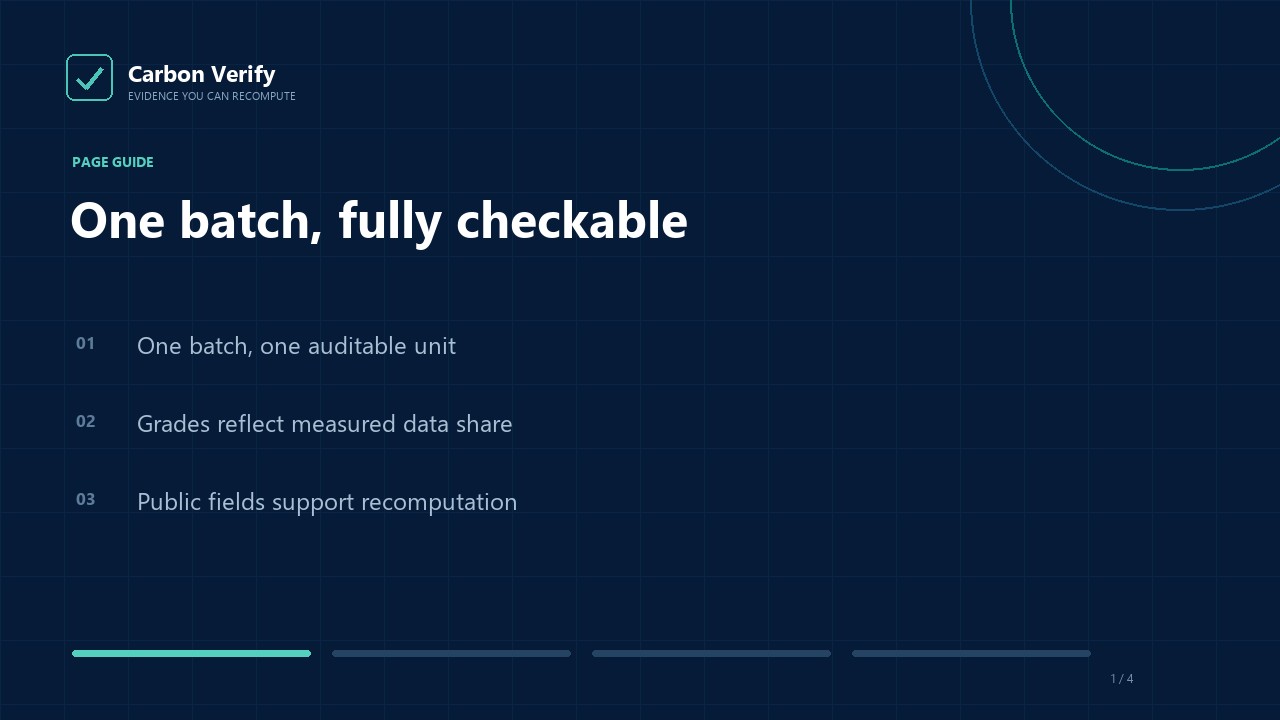 Carbon Verify
EVIDENCE YOU CAN RECOMPUTE
PAGE GUIDE
One batch, fully checkable
01 One batch, one auditable unit
02 Grades reflect measured data share
03 Public fields support recomputation
1 / 4